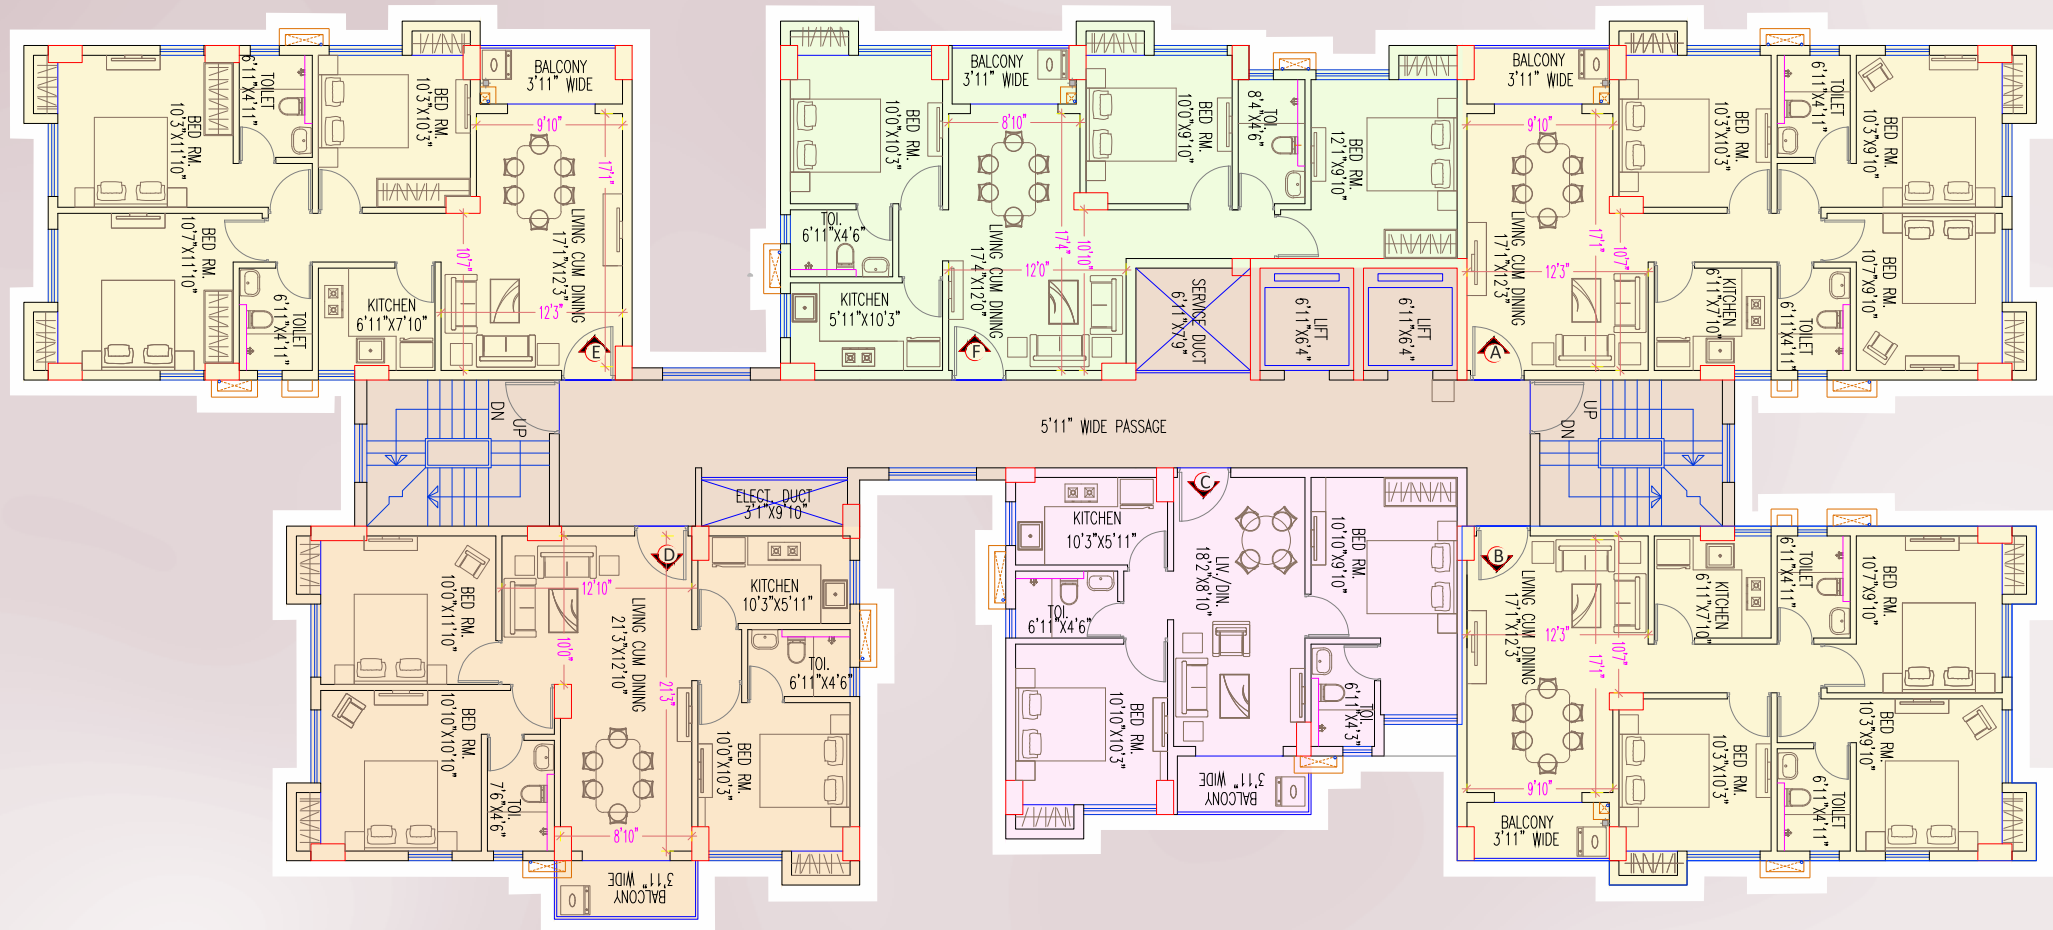 BED RM.
10'3"X11'10"
TOILET
6'11"X4'11"
BED RM.
10'3"X10'3"
BALCONY
3'11" WIDE
9'10"
17'1"
LIVING CUM DINING
17'1"X12'3"
10'7"
12'3"
BED RM.
10'7"X11'10"
TOILET
6'11"X4'11"
KITCHEN
6'11"X7'10"
E
BED RM.
10'0"X10'3"
BALCONY
3'11" WIDE
8'10"
BED RM.
10'0"X9'10"
TOI.
8'4"X4'6"
BED RM.
12'1"X9'10"
TOI.
6'11"X4'6"
LIVING CUM DINING
17'4"X12'0"
17'4"
10'10"
12'0"
KITCHEN
5'11"X10'3"
F
SERVICE DUCT
6'11"X7'9"
LIFT
6'11"X6'4"
LIFT
6'11"X6'4"
BALCONY
3'11" WIDE
9'10"
BED RM.
10'3"X10'3"
TOILET
6'11"X4'11"
BED RM.
10'3"X9'10"
LIVING CUM DINING
17'1"X12'3"
17'1"
10'7"
12'3"
KITCHEN
6'11"X7'10"
TOILET
6'11"X4'11"
BED RM.
10'7"X9'10"
A
DN
UP
5'11" WIDE PASSAGE
UP
DN
ELECT. DUCT
3'1"X9'10"
BED RM.
10'0"X11'10"
12'10"
10'0"
LIVING CUM DINING
21'3"X12'10"
21'3"
D
KITCHEN
10'3"X5'11"
TOI.
6'11"X4'6"
BED RM.
10'10"X10'10"
TOI.
7'6"X4'6"
8'10"
BED RM.
10'0"X10'3"
BALCONY
3'11" WIDE
KITCHEN
10'3"X5'11"
C
LIV./DIN.
18'2"X8'10"
BED RM.
10'10"X9'10"
TOI.
6'11"X4'6"
BED RM.
10'10"X10'3"
TOI.
6'11"X4'3"
BALCONY
3'11" WIDE
B
LIVING CUM DINING
17'1"X12'3"
12'3"
10'7"
17'1"
KITCHEN
6'11"X7'10"
TOILET
6'11"X4'11"
BED RM.
10'7"X9'10"
9'10"
BED RM.
10'3"X10'3"
TOILET
6'11"X4'11"
BED RM.
10'3"X9'10"
BALCONY
3'11" WIDE